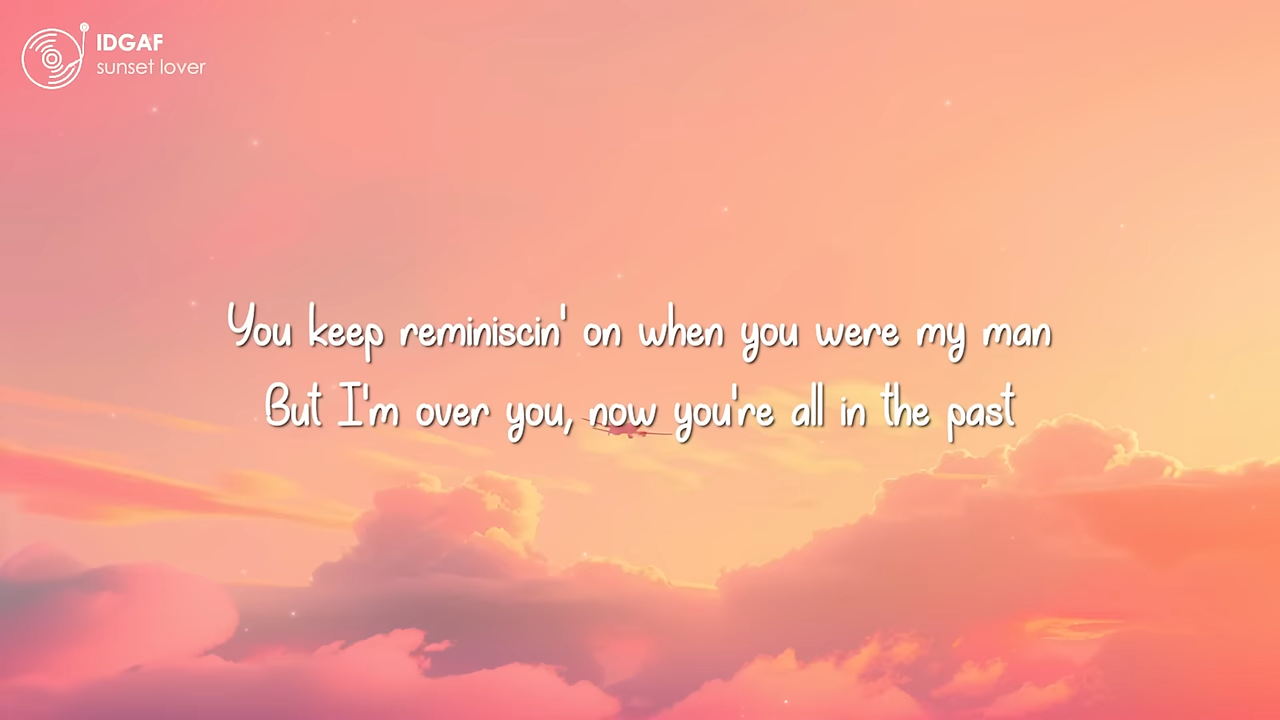 IDGAF
sunset lover
You keep reminiscin' on when you were my man
But I'm over you, now you're all in the past